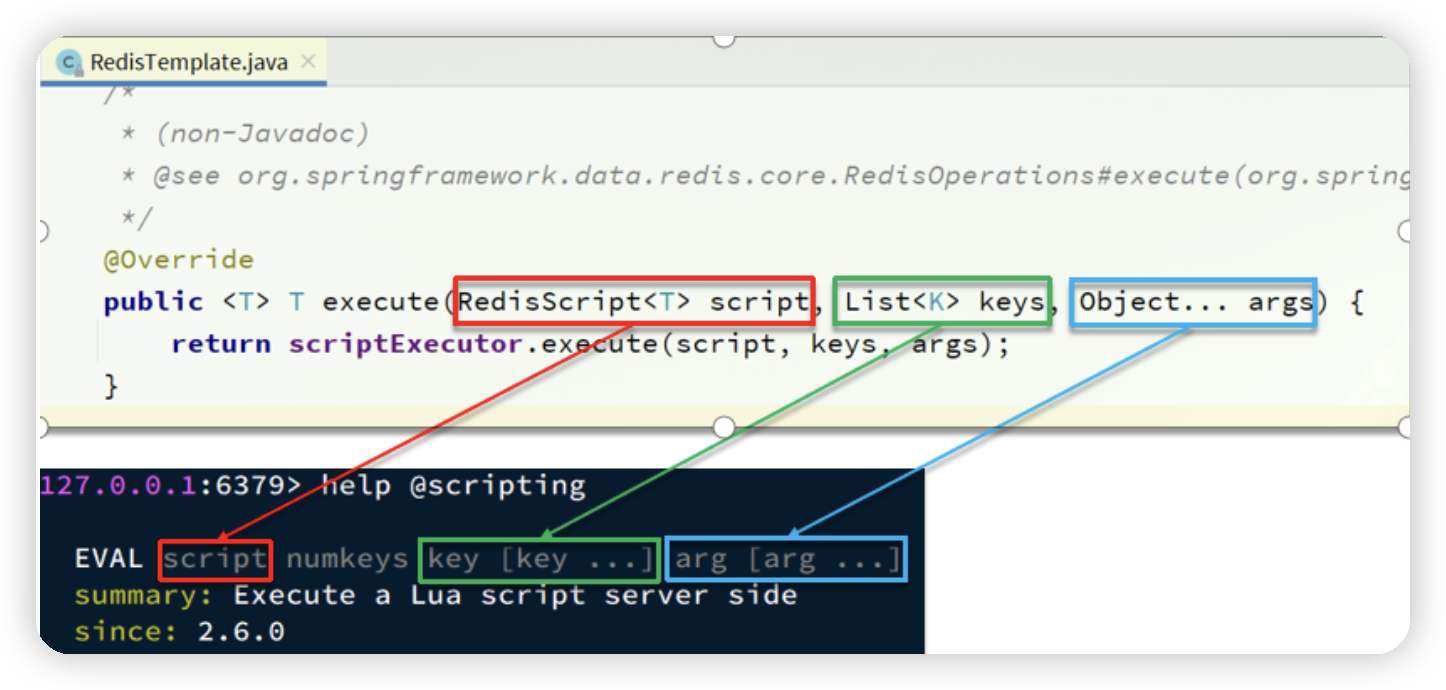 RedisTemplate.java
/*
* (non-Javadoc)
* @see org.springframework.data.redis.core.RedisOperations#execute(org.spring
*/
@Override
public <T> T execute(RedisScript<T> script, List<K> keys, Object... args) {
return scriptExecutor.execute(script, keys, args);
}
127.0.0.1:6379> help @scripting
EVAL script numkeys key [key ...] arg [arg ...]
summary: Execute a Lua script server side
since: 2.6.0